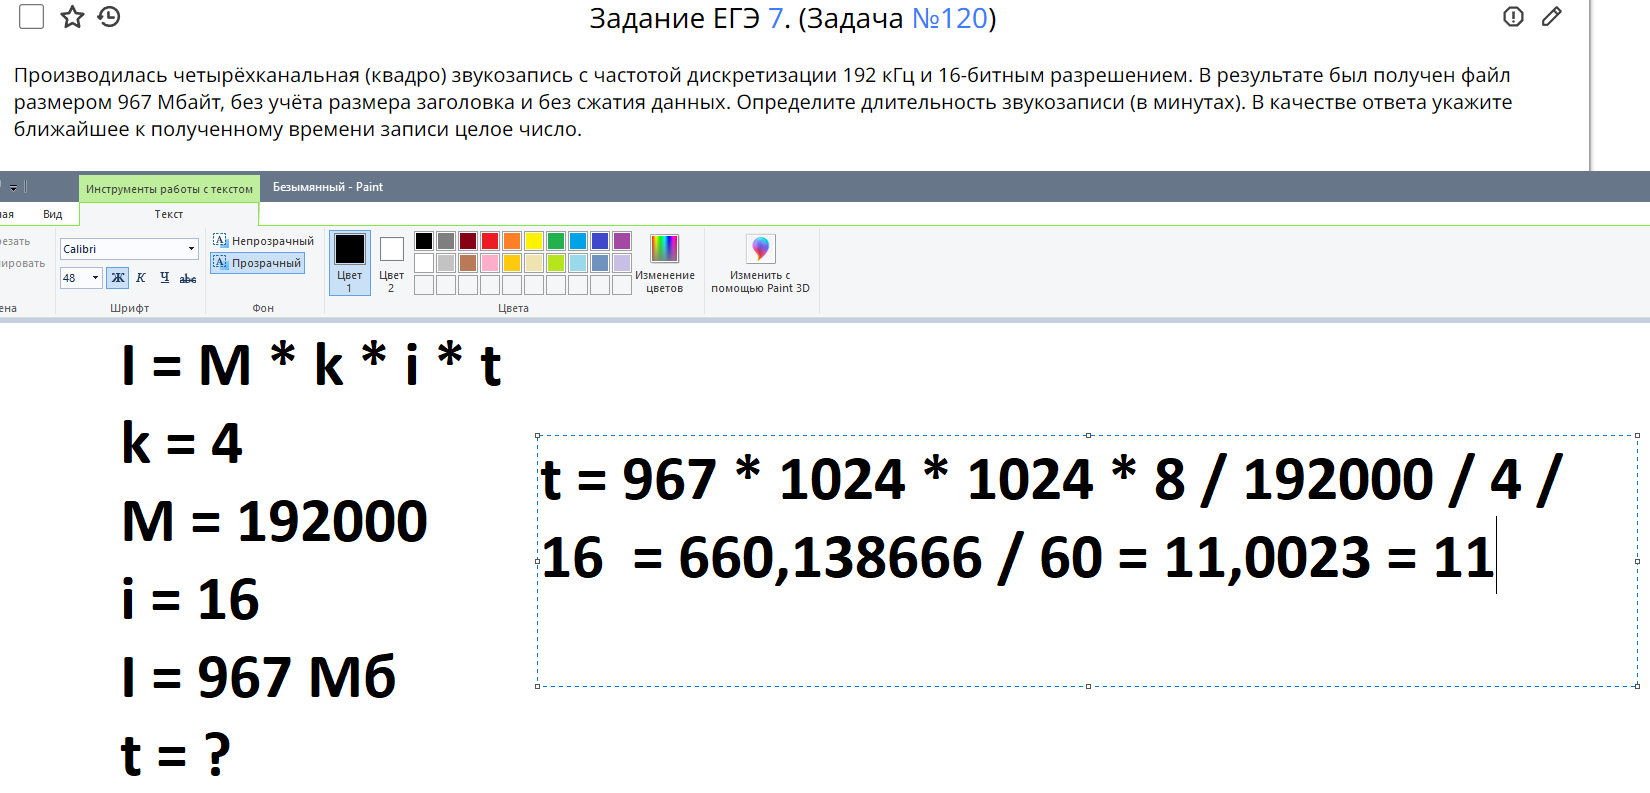 Задание ЕГЭ 7. (Задача №120)
Производилась четырёхканальная (квадро) звукозапись с частотой дискретизации 192 кГц и 16-битным разрешением. В результате был получен файл
размером 967 Мбайт, без учёта размера заголовка и без сжатия данных. Определите длительность звукозаписи (в минутах). В качестве ответа укажите
ближайшее к полученному времени записи целое число.
Инструменты работы с текстом Безымянный - Paint
ая Вид Текст
езать Calibri Непрозрачный
ировать Прозрачный
48 Ж К Ч abc
Цвет 1 Цвет 2 Изменение цветов Изменить с помощью Paint 3D
ена Шрифт Фон Цвета
I = M * k * i * t
k = 4
M = 192000
i = 16
I = 967 Мб
t = ?
t = 967 * 1024 * 1024 * 8 / 192000 / 4 /
16 = 660,138666 / 60 = 11,0023 = 11